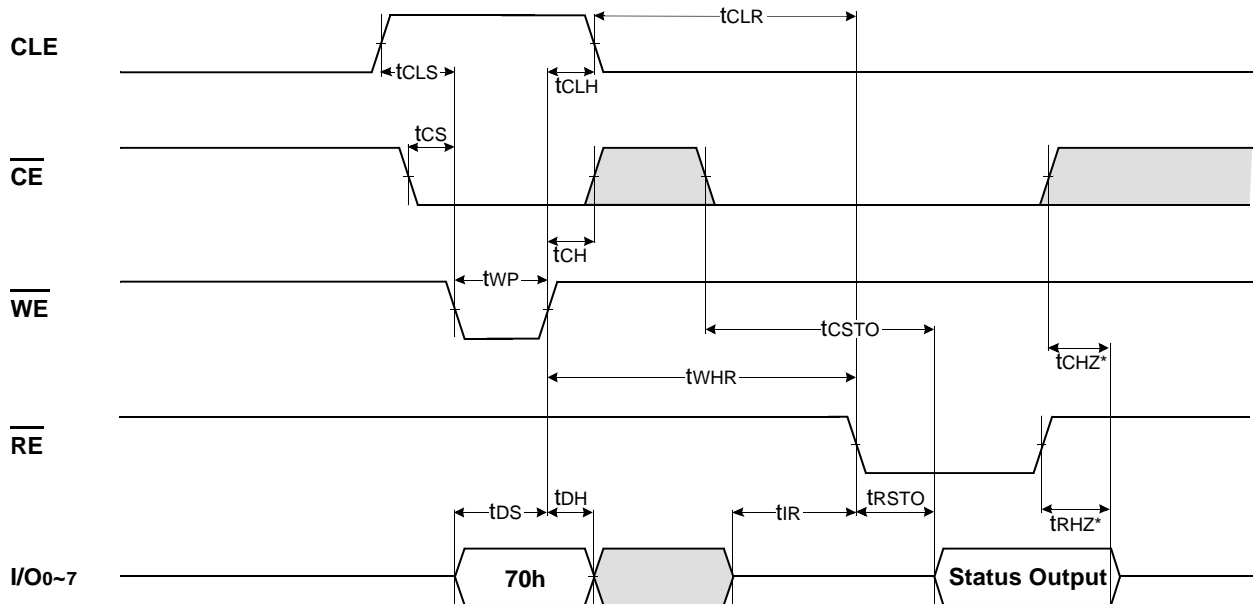 tCLR
CLE
tCLS
tCLH
tCS
CE
tCH
tWP
WE
tCSTO
tCHZ*
tWHR
RE
tDH
tDS
tIR
tRSTO
tRHZ*
I/O0~7
70h
Status Output